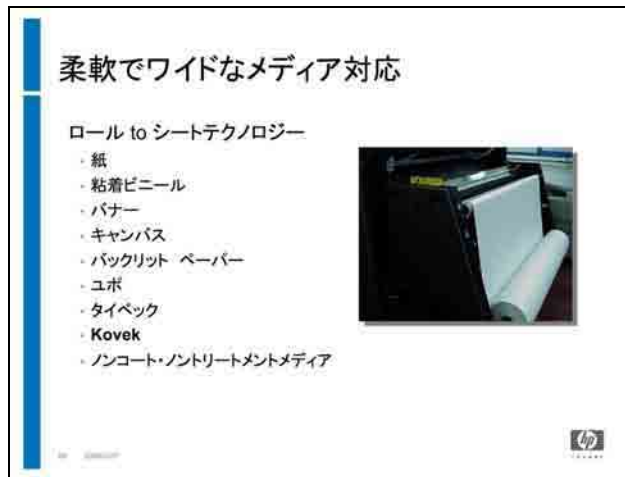 柔軟でワイドなメディア対応
ロール to シートテクノロジー
・紙
・粘着ビニール
・バナー
・キャンバス
・バックリット ペーパー
・ユポ
・タイベック
・Kovek
・ノンコート・ノントリートメントメディア
hp
invent